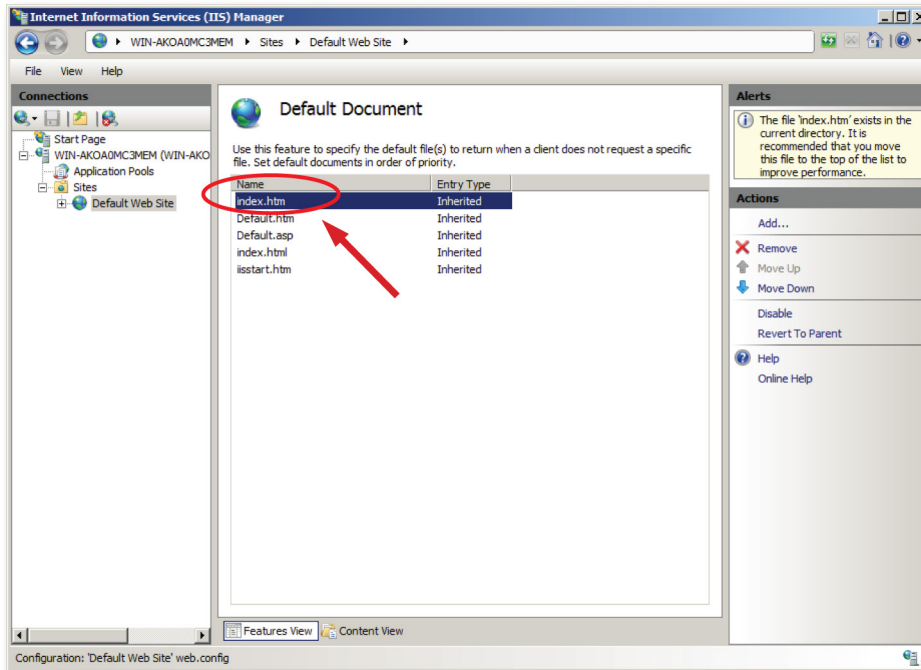 Internet Information Services (IIS) Manager
WIN-AKOA0MC3MEM Sites Default Web Site
File View Help
Connections
Start Page
WIN-AKOA0MC3MEM (WIN-AKO
Application Pools
Sites
Default Web Site
Default Document
Use this feature to specify the default file(s) to return when a client does not request a specific
file. Set default documents in order of priority.
Name Entry Type
index.htm Inherited
Default.htm Inherited
Default.asp Inherited
index.html Inherited
iisstart.htm Inherited
Features View Content View
Alerts
The file 'index.htm' exists in the
current directory. It is
recommended that you move
this file to the top of the list to
improve performance.
Actions
Add...
Remove
Move Up
Move Down
Disable
Revert To Parent
Help
Online Help
Configuration: 'Default Web Site' web.config